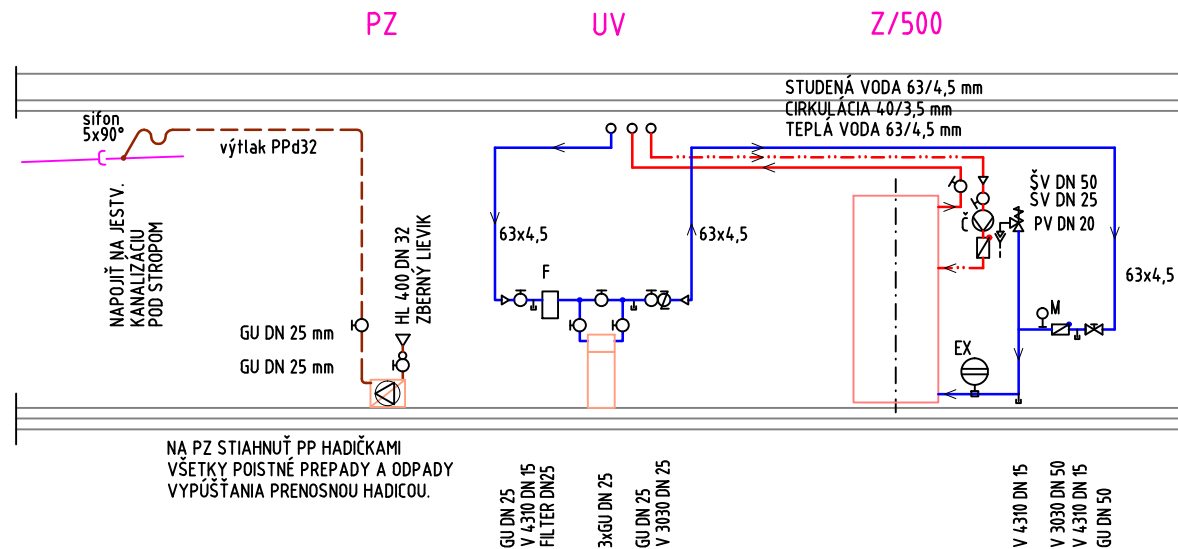 PZ
UV
Z/500
STUDENÁ VODA 63/4,5 mm
CIRKULÁCIA 40/3,5 mm
TEPLÁ VODA 63/4,5 mm
sifon
5x90°
výtlak PPd32
NAPOJIŤ NA JESTV.
KANALIZÁCIU
POD STROPOM
HL 400 DN 32
ZBERNÝ LIEVIK
GU DN 25 mm
GU DN 25 mm
63x4,5
63x4,5
F
Č
ŠV DN 50
ŠV DN 25
PV DN 20
63x4,5
M
EX
NA PZ STIAHNUŤ PP HADIČKAMI
VŠETKY POISTNÉ PREPADY A ODPADY
VYPÚŠŤANIA PRENOSNOU HADICOU.
GU DN 25
V 4310 DN 15
FILTER DN25
3xGU DN 25
GU DN 25
V 3030 DN 25
V 4310 DN 15
V 3030 DN 50
V 4310 DN 15
GU DN 50